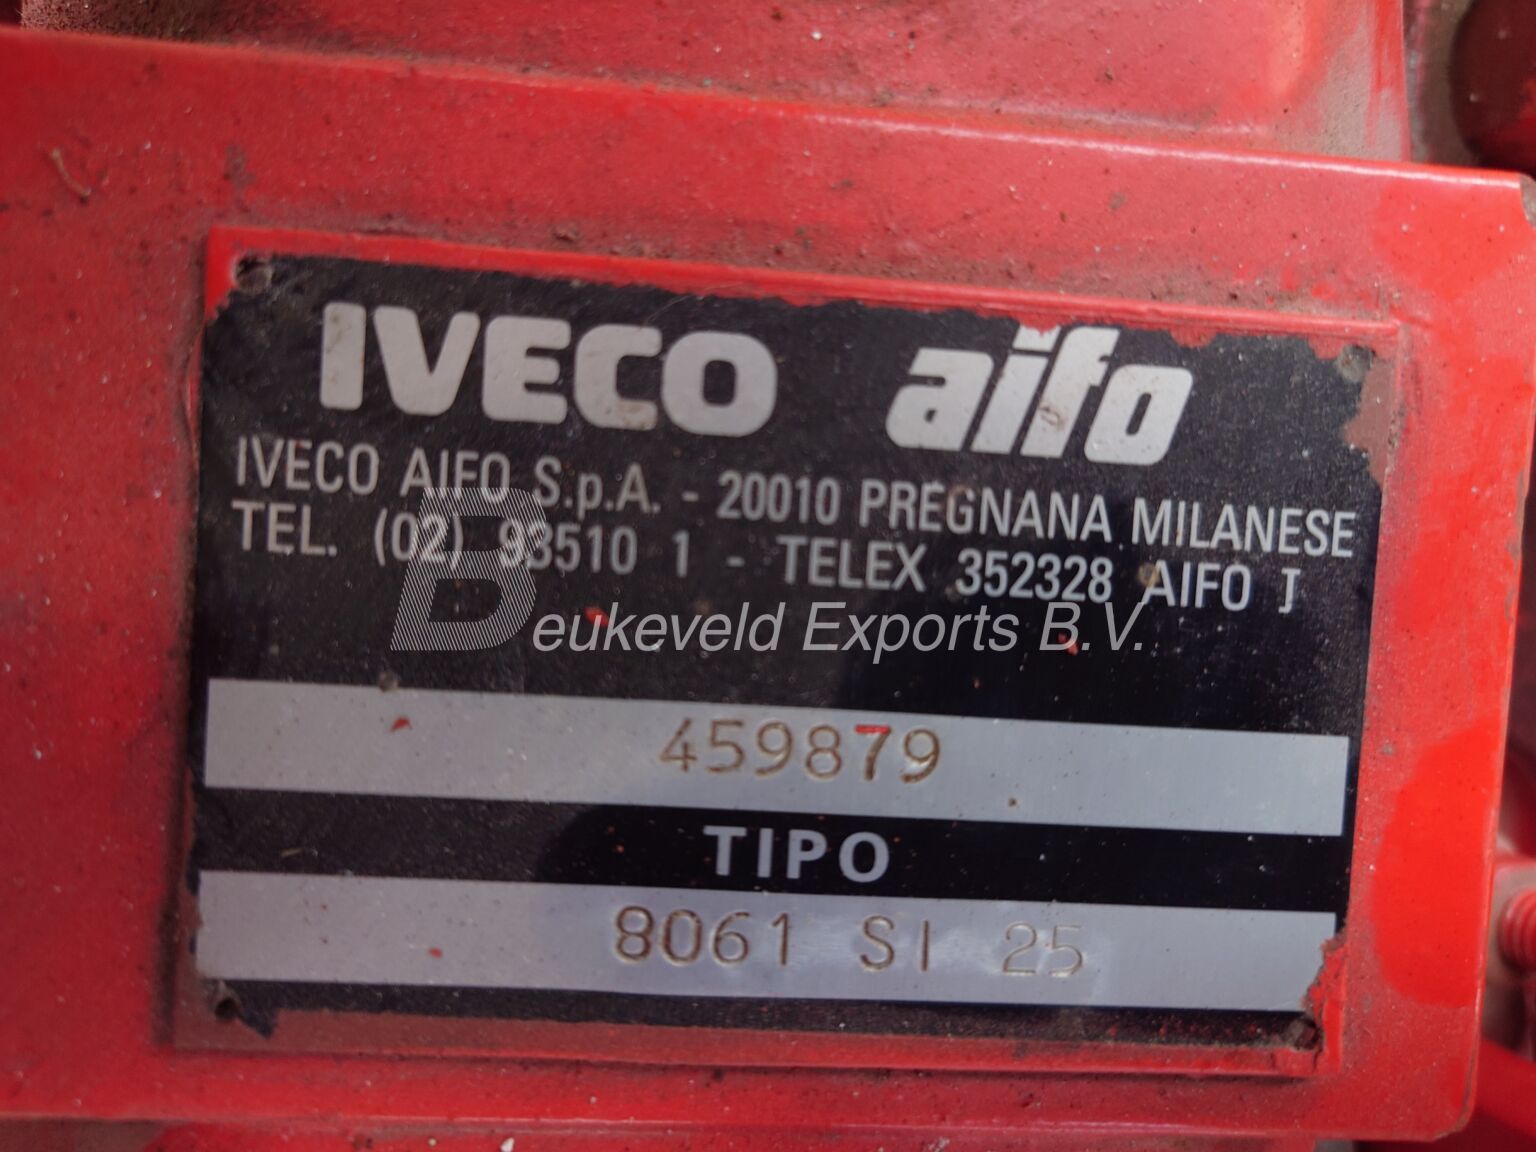 IVECO aifo
IVECO AIFO S.p.A. - 20010 PREGNANA MILANESE
TEL. (02) 93510 1 - TELEX 352328 AIFO I
Beukeveld Exports B.V.
459879
TIPO
8061 SI 25